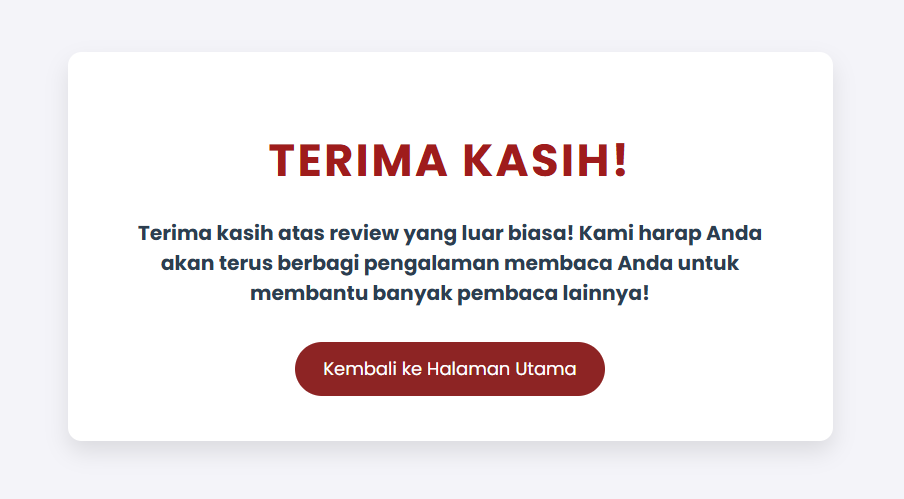 TERIMA KASIH!
Terima kasih atas review yang luar biasa! Kami harap Anda
akan terus berbagi pengalaman membaca Anda untuk
membantu banyak pembaca lainnya!
Kembali ke Halaman Utama